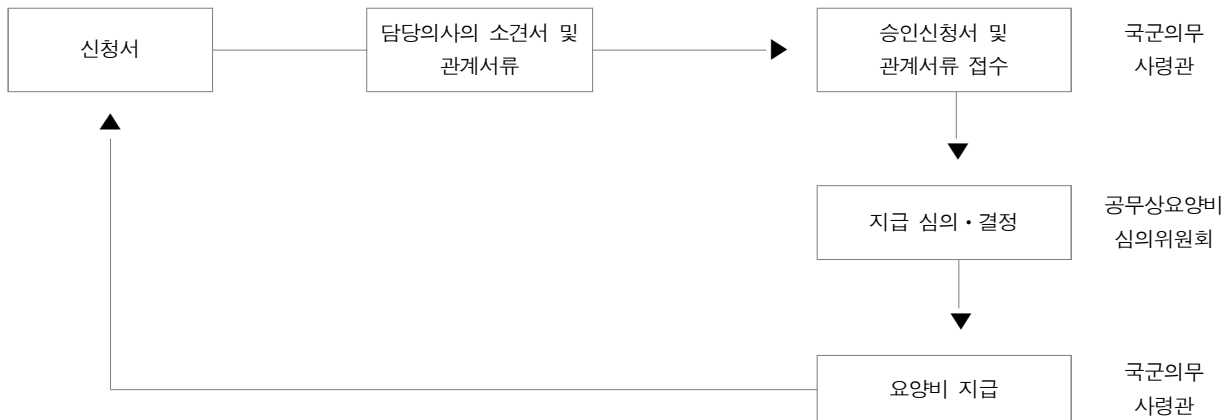 신청서
담당의사의 소견서 및
관계서류
승인신청서 및
관계서류 접수
국군의무
사령관
지급 심의·결정
공무상요양비
심의위원회
요양비 지급
국군의무
사령관